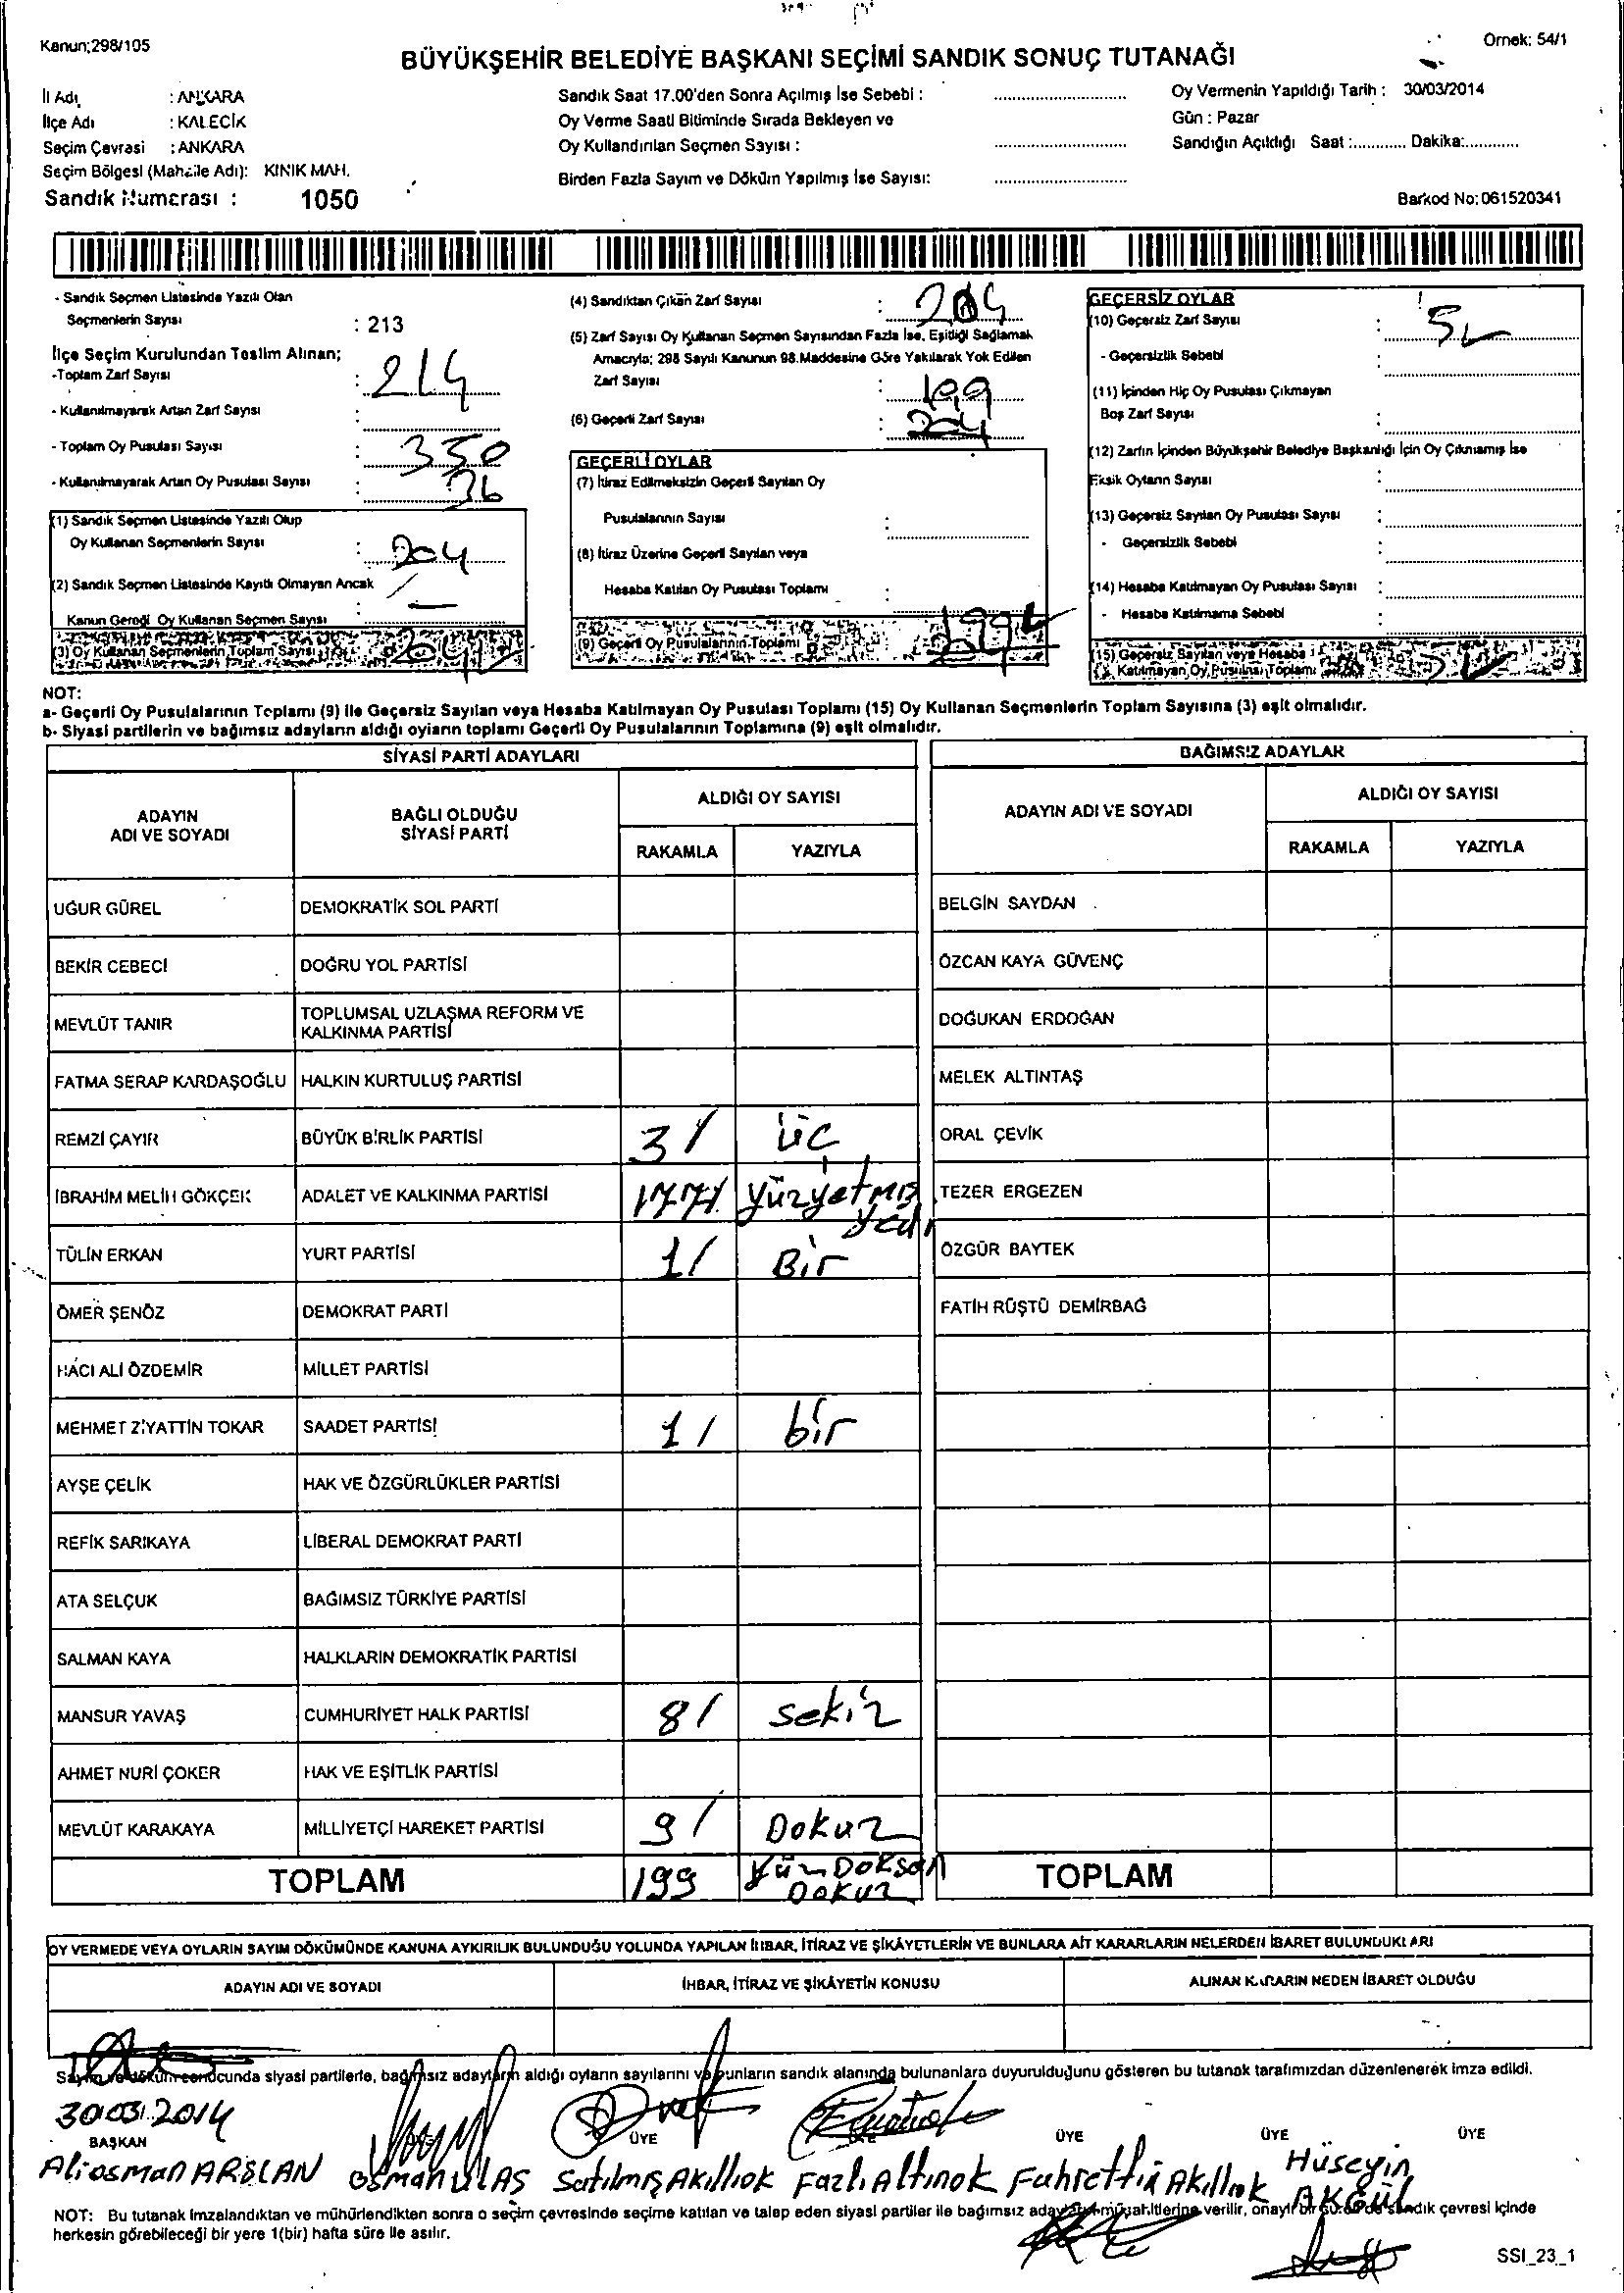 Kanun;298/105
Örnek: 54/1
BÜYÜKŞEHİR BELEDİYE BAŞKANI SEÇİMİ SANDIK SONUÇ TUTANAĞI
İl Adı : ANKARA
İlçe Adı : KALECİK
Seçim Çevrasi : ANKARA
Seçim Bölgesi (Mahalle Adı): KINIK MAH.
Sandık Numarası : 1050
Sandık Saat 17.00'den Sonra Açılmış İse Sebebi :
Oy Verme Saati Bitiminde Sırada Bekleyen ve
Oy Kullandırılan Seçmen Sayısı :
Birden Fazla Sayım ve Döküm Yapılmış İse Sayısı:
Oy Vermenin Yapıldığı Tarih : 30/03/2014
Gün : Pazar
Sandığın Açıldığı Saat :............ Dakika:............
Barkod No: 061520341
- Sandık Seçmen Listesinde Yazılı Olan
Seçmenlerin Sayısı : 213
İlçe Seçim Kurulundan Teslim Alınan;
-Toplam Zarf Sayısı : 214
- Kullanılmayarak Artan Zarf Sayısı :
- Toplam Oy Pusulası Sayısı : 350
- Kullanılmayarak Artan Oy Pusulası Sayısı :
(1) Sandık Seçmen Listesinde Yazılı Olup
Oy Kullanan Seçmenlerin Sayısı : 204
(2) Sandık Seçmen Listesinde Kayıtlı Olmayan Ancak
Kanun Gereği Oy Kullanan Seçmen Sayısı : —
(3) Oy Kullanan Seçmenlerin Toplam Sayısı : 204
(4) Sandıktan Çıkan Zarf Sayısı : 204
(5) Zarf Sayısı Oy Kullanan Seçmen Sayısından Fazla İse, Eşitliği Sağlamak
Amacıyla; 298 Sayılı Kanunun 98.Maddesine Göre Yakılarak Yok Edilen
Zarf Sayısı :
(6) Geçerli Zarf Sayısı : 199
GEÇERLİ OYLAR
(7) İtiraz Edilmeksizin Geçerli Sayılan Oy
Pusulalarının Sayısı :
(8) İtiraz Üzerine Geçerli Sayılan veya
Hesaba Katılan Oy Pusulası Toplamı :
(9) Geçerli Oy Pusulalarının Toplamı : 199
GEÇERSİZ OYLAR
(10) Geçersiz Zarf Sayısı : 5
- Geçersizlik Sebebi :
(11) İçinden Hiç Oy Pusulası Çıkmayan
Boş Zarf Sayısı :
(12) Zarfın İçinden Büyükşehir Belediye Başkanlığı İçin Oy Çıkmamış İse
Eksik Oyların Sayısı :
(13) Geçersiz Sayılan Oy Pusulası Sayısı :
- Geçersizlik Sebebi :
(14) Hesaba Katılmayan Oy Pusulası Sayısı :
- Hesaba Katılmama Sebebi :
(15) Geçersiz Sayılan veya Hesaba
Katılmayan Oy Pusulası Toplamı 5
NOT:
a- Geçerli Oy Pusulalarının Toplamı (9) ile Geçersiz Sayılan veya Hesaba Katılmayan Oy Pusulası Toplamı (15) Oy Kullanan Seçmenlerin Toplam Sayısına (3) eşit olmalıdır.
b- Siyasi partilerin ve bağımsız adayların aldığı oyların toplamı Geçerli Oy Pusulalarının Toplamına (9) eşit olmalıdır.
SİYASİ PARTİ ADAYLARI
ADAYIN ADI VE SOYADI
BAĞLI OLDUĞU SİYASİ PARTİ
ALDIĞI OY SAYISI
RAKAMLA YAZIYLA
UĞUR GÜREL DEMOKRATİK SOL PARTİ
BEKİR CEBECİ DOĞRU YOL PARTİSİ
MEVLÜT TANIR TOPLUMSAL UZLAŞMA REFORM VE KALKINMA PARTİSİ
FATMA SERAP KARDAŞOĞLU HALKIN KURTULUŞ PARTİSİ
REMZİ ÇAYIR BÜYÜK BİRLİK PARTİSİ 3/ üç
İBRAHİM MELİH GÖKÇEK ADALET VE KALKINMA PARTİSİ 177/ yüzyetmiş yedi
TÜLİN ERKAN YURT PARTİSİ 1/ Bir
ÖMER ŞENÖZ DEMOKRAT PARTİ
HACI ALİ ÖZDEMİR MİLLET PARTİSİ
MEHMET ZİYATTİN TOKAR SAADET PARTİSİ 1/ bir
AYŞE ÇELİK HAK VE ÖZGÜRLÜKLER PARTİSİ
REFİK SARIKAYA LİBERAL DEMOKRAT PARTİ
ATA SELÇUK BAĞIMSIZ TÜRKİYE PARTİSİ
SALMAN KAYA HALKLARIN DEMOKRATİK PARTİSİ
MANSUR YAVAŞ CUMHURİYET HALK PARTİSİ 8/ sekiz
AHMET NURİ ÇOKER HAK VE EŞİTLİK PARTİSİ
MEVLÜT KARAKAYA MİLLİYETÇİ HAREKET PARTİSİ 9/ Dokuz
TOPLAM 199 Yüz Doksan Dokuz
BAĞIMSIZ ADAYLAR
ADAYIN ADI VE SOYADI
ALDIĞI OY SAYISI
RAKAMLA YAZIYLA
BELGİN SAYDAN
ÖZCAN KAYA GÜVENÇ
DOĞUKAN ERDOĞAN
MELEK ALTINTAŞ
ORAL ÇEVİK
TEZER ERGEZEN
ÖZGÜR BAYTEK
FATİH RÜŞTÜ DEMİRBAĞ
TOPLAM
OY VERMEDE VEYA OYLARIN SAYIM DÖKÜMÜNDE KANUNA AYKIRILIK BULUNDUĞU YOLUNDA YAPILAN İHBAR, İTİRAZ VE ŞİKÂYETLERİN VE BUNLARA AİT KARARLARIN NELERDEN İBARET BULUNDUKLARI
ADAYIN ADI VE SOYADI
İHBAR, İTİRAZ VE ŞİKÂYETİN KONUSU
ALINAN KARARIN NEDEN İBARET OLDUĞU
Sayım ve döküm sonucunda siyasi partilerle, bağımsız adayların aldığı oyların sayılarını ve bunların sandık alanında bulunanlara duyurulduğunu gösteren bu tutanak tarafımızdan düzenlenerek imza edildi.
30.03.2014
BAŞKAN ÜYE ÜYE ÜYE ÜYE
Aliosman ARSLAN Osman ULAŞ Satılmış Akıllıok Fazlı Altınok Fahrettin Akıllıok Hüseyin AKGÜL
NOT: Bu tutanak imzalandıktan ve mühürlendikten sonra o seçim çevresinde seçime katılan ve talep eden siyasi partiler ile bağımsız adayların müşahitlerine verilir, onaylı bir sureti de sandık çevresi içinde
herkesin görebileceği bir yere 1(bir) hafta süre ile asılır.
SSI_23_1